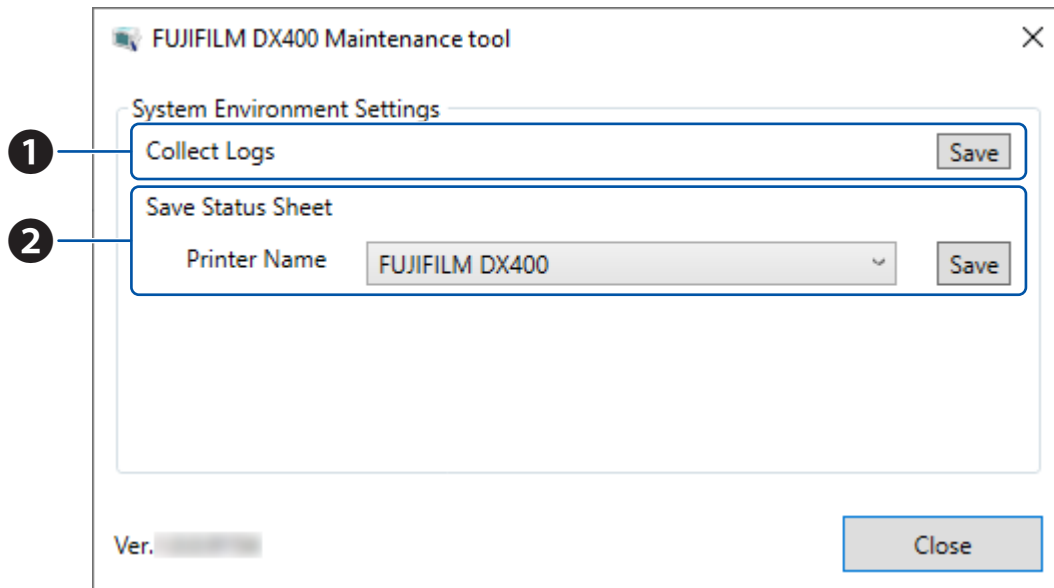 FUJIFILM DX400 Maintenance tool
System Environment Settings
1
Collect Logs
Save
2
Save Status Sheet
Printer Name
FUJIFILM DX400
Save
Ver.
Close